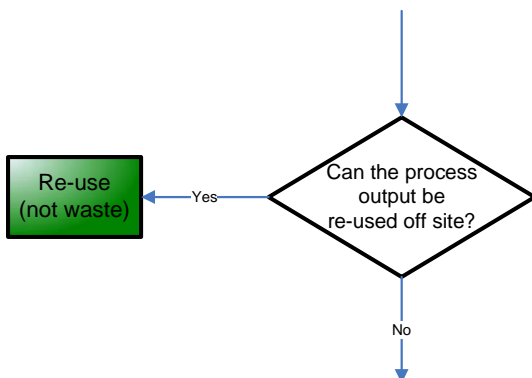 Can the process
output be
re-used off site?
Yes
Re-use
(not waste)
No